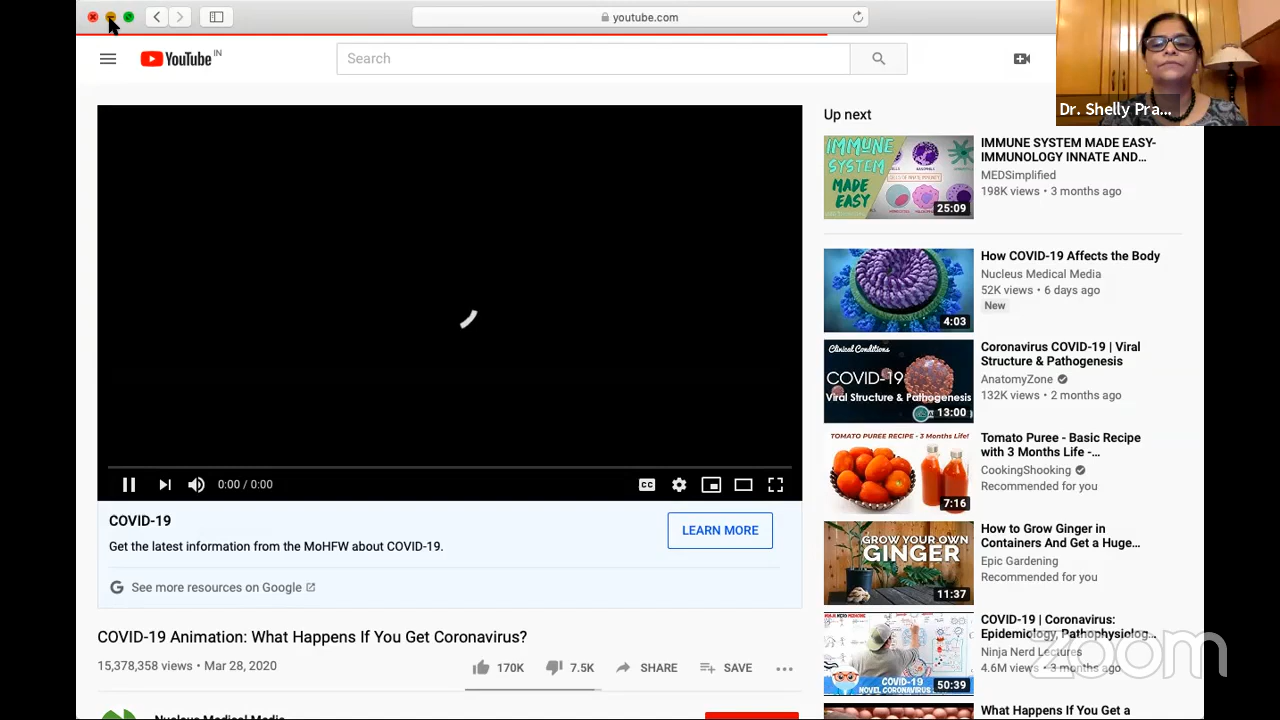 youtube.com
YouTube IN
Search
Dr. Shelly Pra...
Up next
IMMUNE
SYSTEM
MADE
EASY
25:09
IMMUNE SYSTEM MADE EASY-
IMMUNOLOGY INNATE AND...
MEDSimplified
198K views • 3 months ago
4:03
How COVID-19 Affects the Body
Nucleus Medical Media
52K views • 6 days ago
New
Clinical Conditions
COVID-19
Viral Structure & Pathogenesis
13:00
Coronavirus COVID-19 | Viral
Structure & Pathogenesis
AnatomyZone
132K views • 2 months ago
TOMATO PUREE RECIPE - 3 Months Life!
7:16
Tomato Puree - Basic Recipe
with 3 Months Life -...
CookingShooking
Recommended for you
GROW YOUR OWN
GINGER
11:37
How to Grow Ginger in
Containers And Get a Huge...
Epic Gardening
Recommended for you
COVID-19
NOVEL CORONAVIRUS
50:39
COVID-19 | Coronavirus:
Epidemiology, Pathophysiolog...
Ninja Nerd Lectures
4.6M views • 3 months ago
What Happens If You Get a
0:00 / 0:00
CC
COVID-19
LEARN MORE
Get the latest information from the MoHFW about COVID-19.
G See more resources on Google
COVID-19 Animation: What Happens If You Get Coronavirus?
15,378,358 views • Mar 28, 2020
170K 7.5K SHARE SAVE
Nucleus Medical Media
zoom